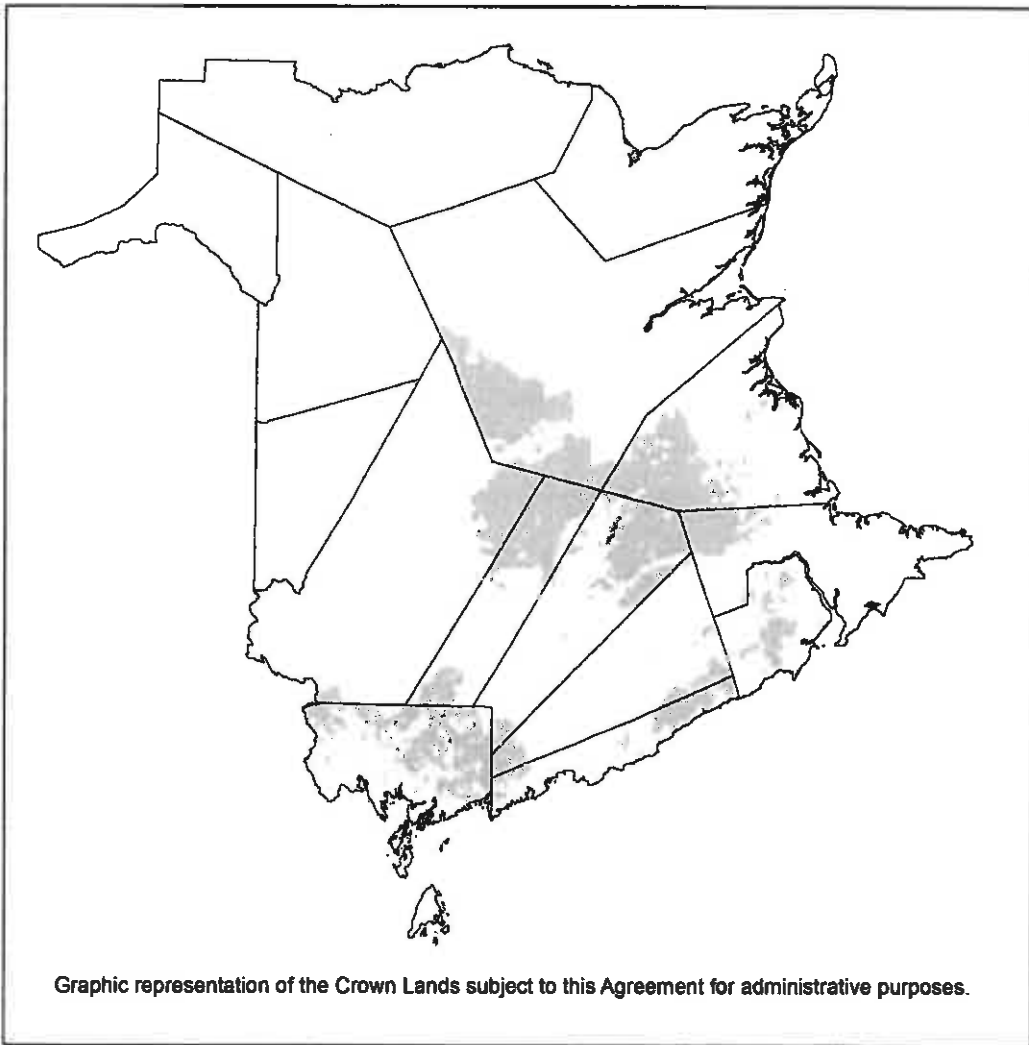 Graphic representation of the Crown Lands subject to this Agreement for administrative purposes.